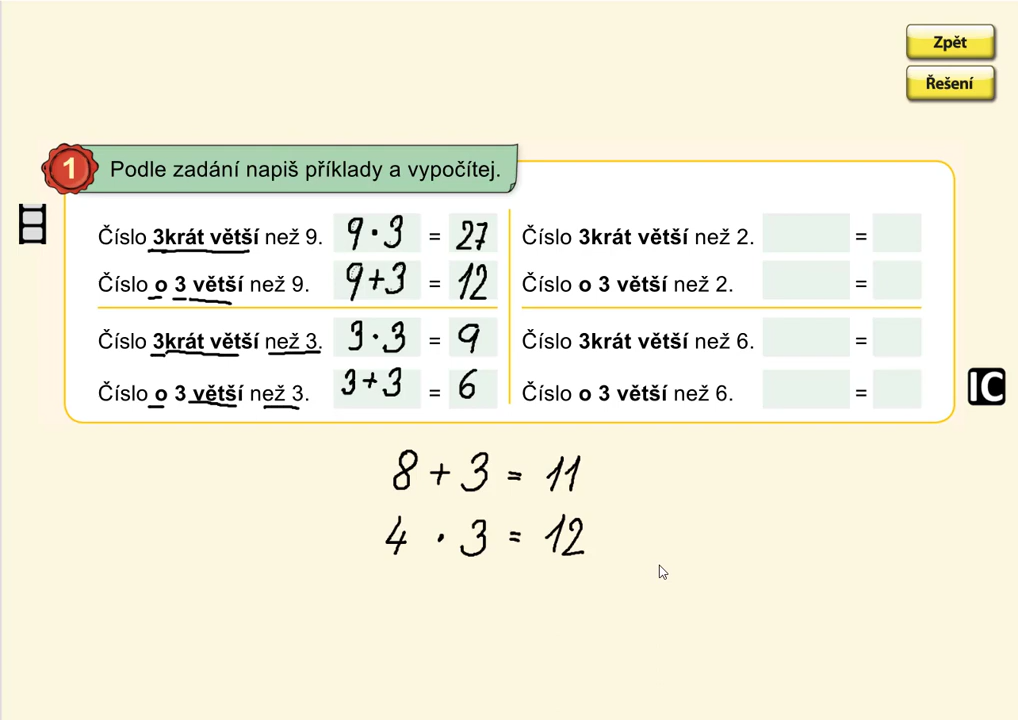 Zpět
Řešení
1 Podle zadání napiš příklady a vypočítej.
Číslo 3krát větší než 9. 9 · 3 = 27
Číslo o 3 větší než 9. 9 + 3 = 12
Číslo 3krát větší než 3. 3 · 3 = 9
Číslo o 3 větší než 3. 3 + 3 = 6
Číslo 3krát větší než 2. =
Číslo o 3 větší než 2. =
Číslo 3krát větší než 6. =
Číslo o 3 větší než 6. =
IC
8 + 3 = 11
4 · 3 = 12